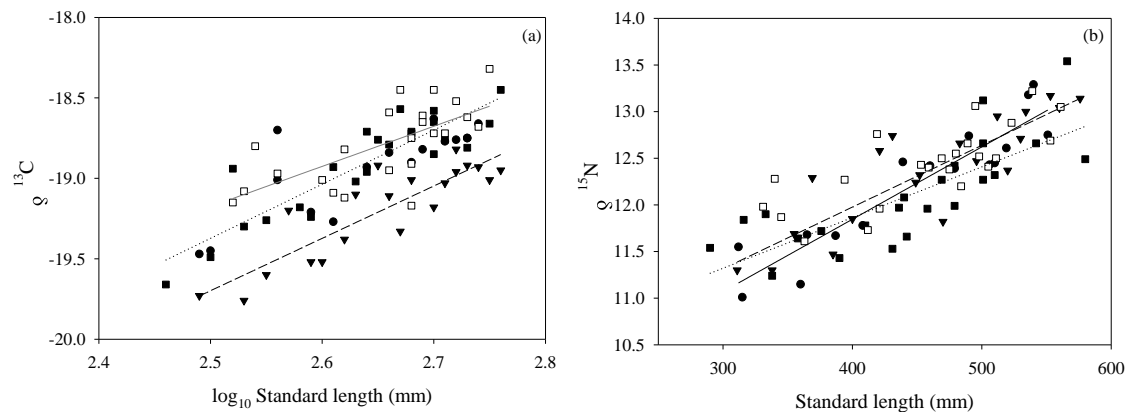 -18.0
-18.5
-19.0
-19.5
-20.0
δ ¹³C
2.4 2.5 2.6 2.7 2.8
log₁₀ Standard length (mm)
(a)
13.5
14.0
13.0
12.5
12.0
11.5
11.0
10.5
δ ¹⁵N
300 400 500 600
Standard length (mm)
(b)